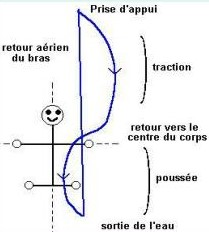 Prise d'appui
retour aérien
du bras
traction
retour vers le
centre du corps
poussée
sortie de l'eau